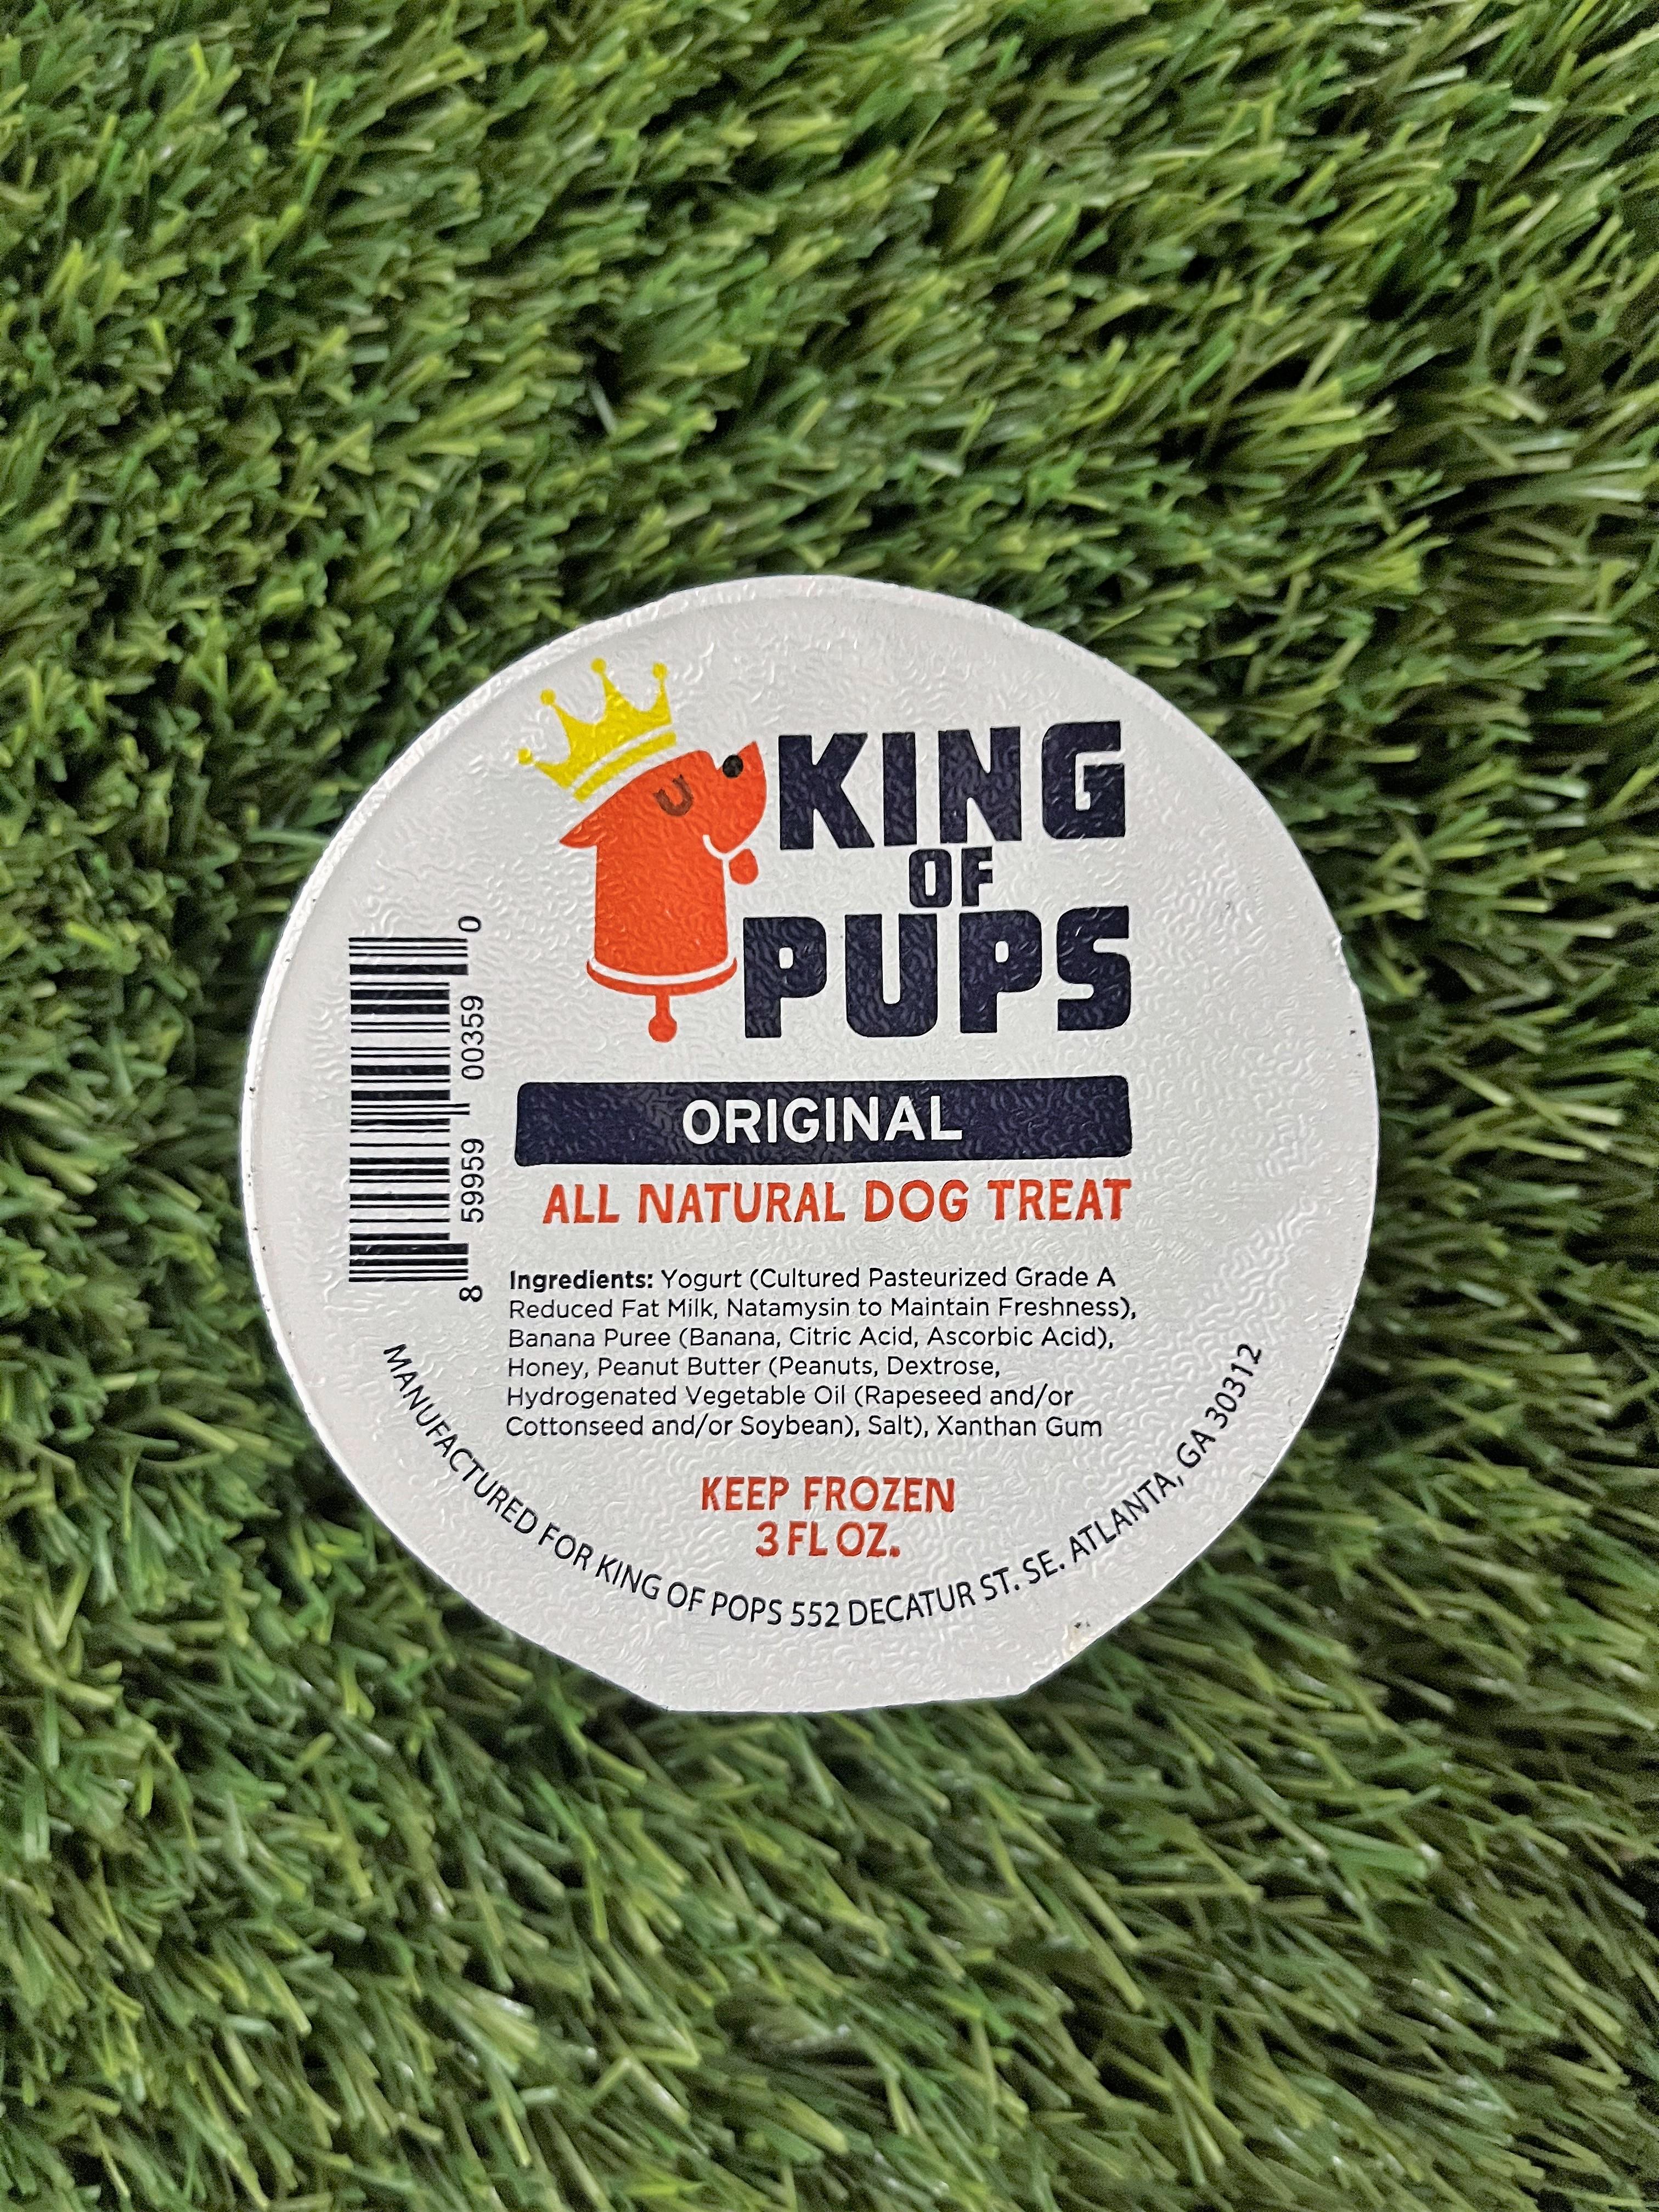 KING
OF
PUPS
ORIGINAL
ALL NATURAL DOG TREAT
Ingredients: Yogurt (Cultured Pasteurized Grade A
Reduced Fat Milk, Natamysin to Maintain Freshness),
Banana Puree (Banana, Citric Acid, Ascorbic Acid),
Honey, Peanut Butter (Peanuts, Dextrose,
Hydrogenated Vegetable Oil (Rapeseed and/or
Cottonseed and/or Soybean), Salt), Xanthan Gum
KEEP FROZEN
3 FL OZ.
MANUFACTURED FOR KING OF POPS 552 DECATUR ST. SE. ATLANTA, GA 30312
8 59959 00359 0